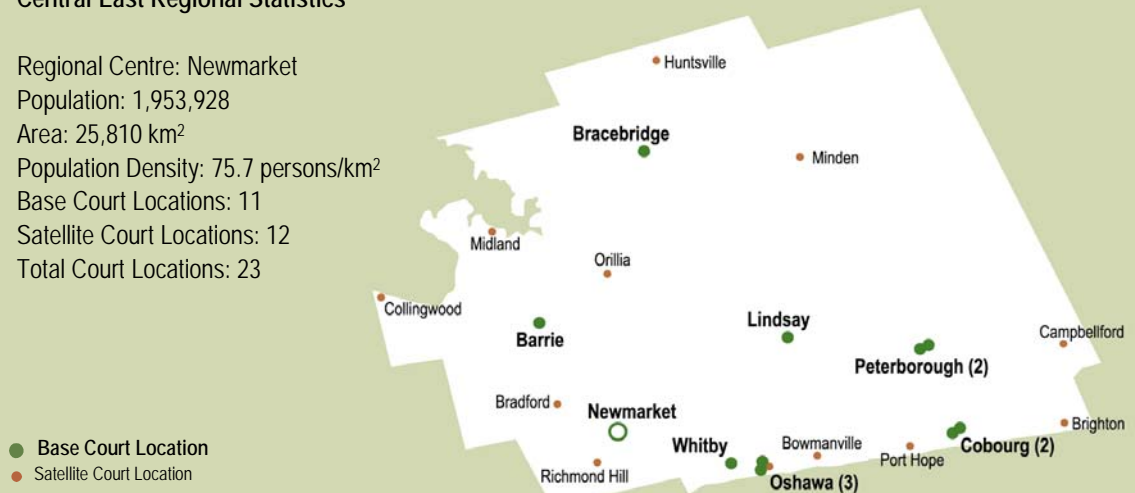 Central East Regional Statistics
Regional Centre: Newmarket
Population: 1,953,928
Area: 25,810 km²
Population Density: 75.7 persons/km²
Base Court Locations: 11
Satellite Court Locations: 12
Total Court Locations: 23
Huntsville
Bracebridge
Minden
Midland
Orillia
Collingwood
Barrie
Lindsay
Campbellford
Peterborough (2)
Bradford
Newmarket
Brighton
Whitby
Bowmanville
Cobourg (2)
Port Hope
Richmond Hill
Oshawa (3)
Base Court Location
Satellite Court Location